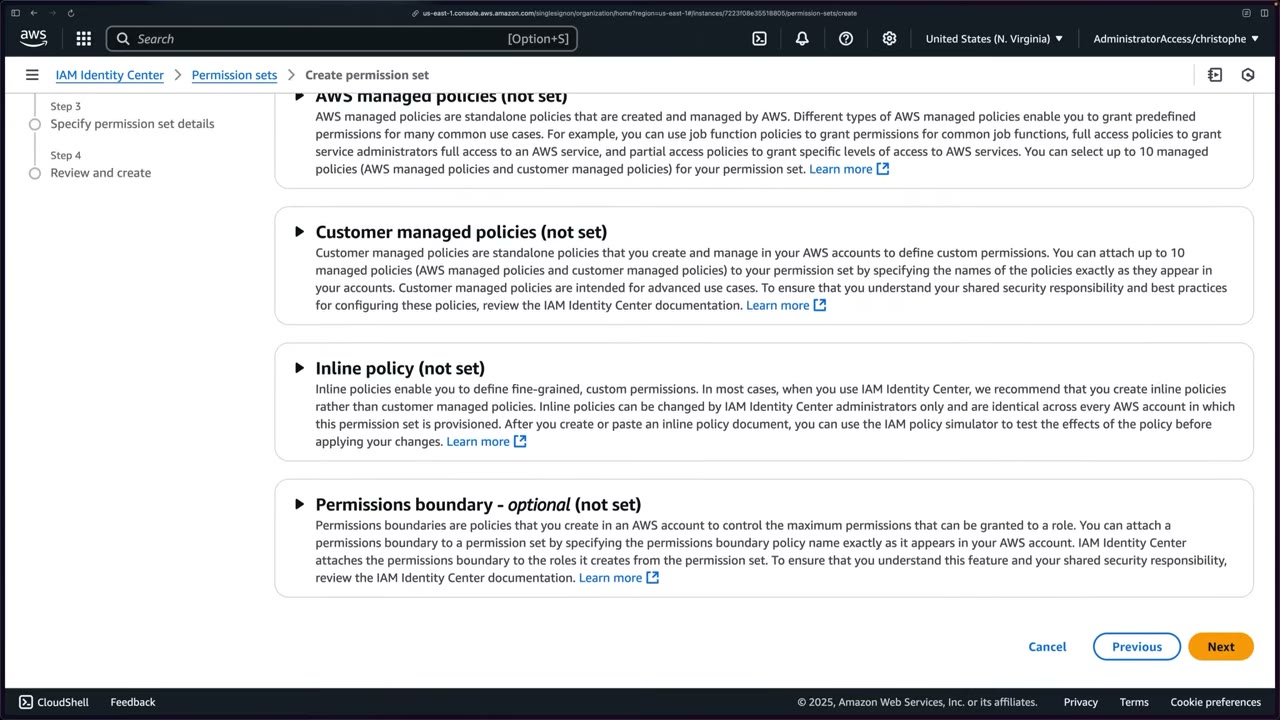 us-east-1.console.aws.amazon.com/singlesignon/organization/home?region=us-east-1#/instances/7223f08e35518805/permission-sets/create
aws
Search
[Option+S]
United States (N. Virginia)
AdministratorAccess/christophe
IAM Identity Center
Permission sets
Create permission set
Step 3
Specify permission set details
Step 4
Review and create
AWS managed policies (not set)
AWS managed policies are standalone policies that are created and managed by AWS. Different types of AWS managed policies enable you to grant predefined
permissions for many common use cases. For example, you can use job function policies to grant permissions for common job functions, full access policies to grant
service administrators full access to an AWS service, and partial access policies to grant specific levels of access to AWS services. You can select up to 10 managed
policies (AWS managed policies and customer managed policies) for your permission set. Learn more
Customer managed policies (not set)
Customer managed policies are standalone policies that you create and manage in your AWS accounts to define custom permissions. You can attach up to 10
managed policies (AWS managed policies and customer managed policies) to your permission set by specifying the names of the policies exactly as they appear in
your accounts. Customer managed policies are intended for advanced use cases. To ensure that you understand your shared security responsibility and best practices
for configuring these policies, review the IAM Identity Center documentation. Learn more
Inline policy (not set)
Inline policies enable you to define fine-grained, custom permissions. In most cases, when you use IAM Identity Center, we recommend that you create inline policies
rather than customer managed policies. Inline policies can be changed by IAM Identity Center administrators only and are identical across every AWS account in which
this permission set is provisioned. After you create or paste an inline policy document, you can use the IAM policy simulator to test the effects of the policy before
applying your changes. Learn more
Permissions boundary - optional (not set)
Permissions boundaries are policies that you create in an AWS account to control the maximum permissions that can be granted to a role. You can attach a
permissions boundary to a permission set by specifying the permissions boundary policy name exactly as it appears in your AWS account. IAM Identity Center
attaches the permissions boundary to the roles it creates from the permission set. To ensure that you understand this feature and your shared security responsibility,
review the IAM Identity Center documentation. Learn more
Cancel
Previous
Next
CloudShell
Feedback
© 2025, Amazon Web Services, Inc. or its affiliates.
Privacy
Terms
Cookie preferences